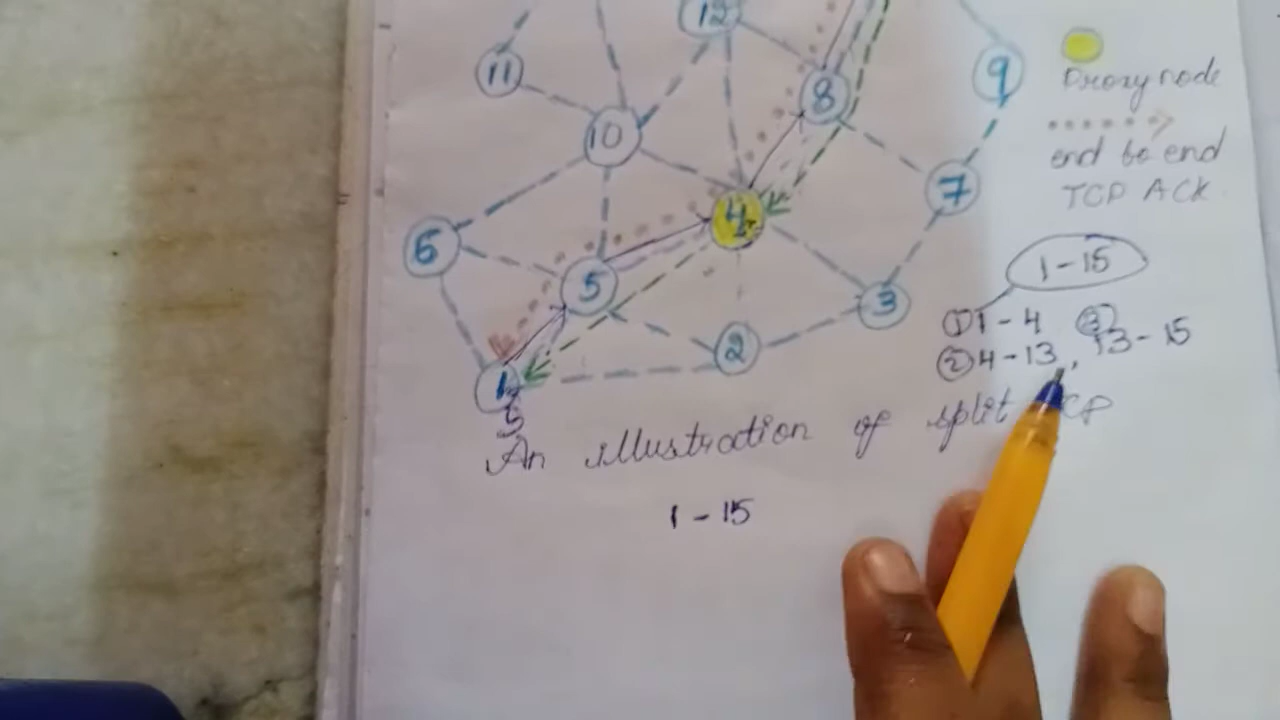 12
11
8
9
10
Proxy node
end to end
TCP ACK
7
4
6
5
3
2
1
S
1-15
① 1-4 ③
② 4-13, 13-15
An illustration of split TCP
1-15